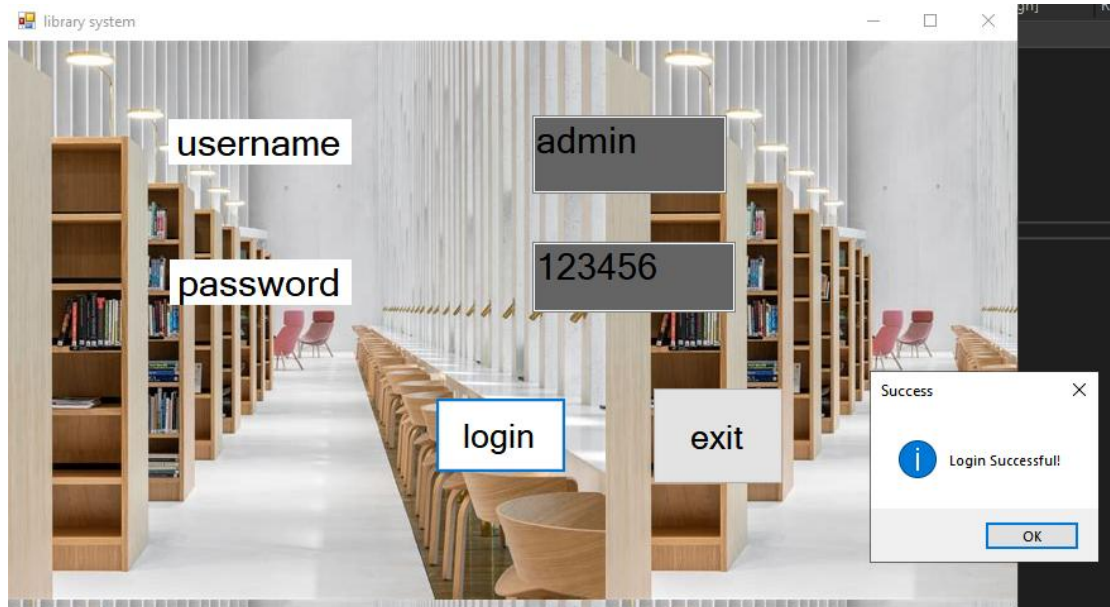 library system
username
admin
password
123456
login
exit
Success
Login Successful!
OK